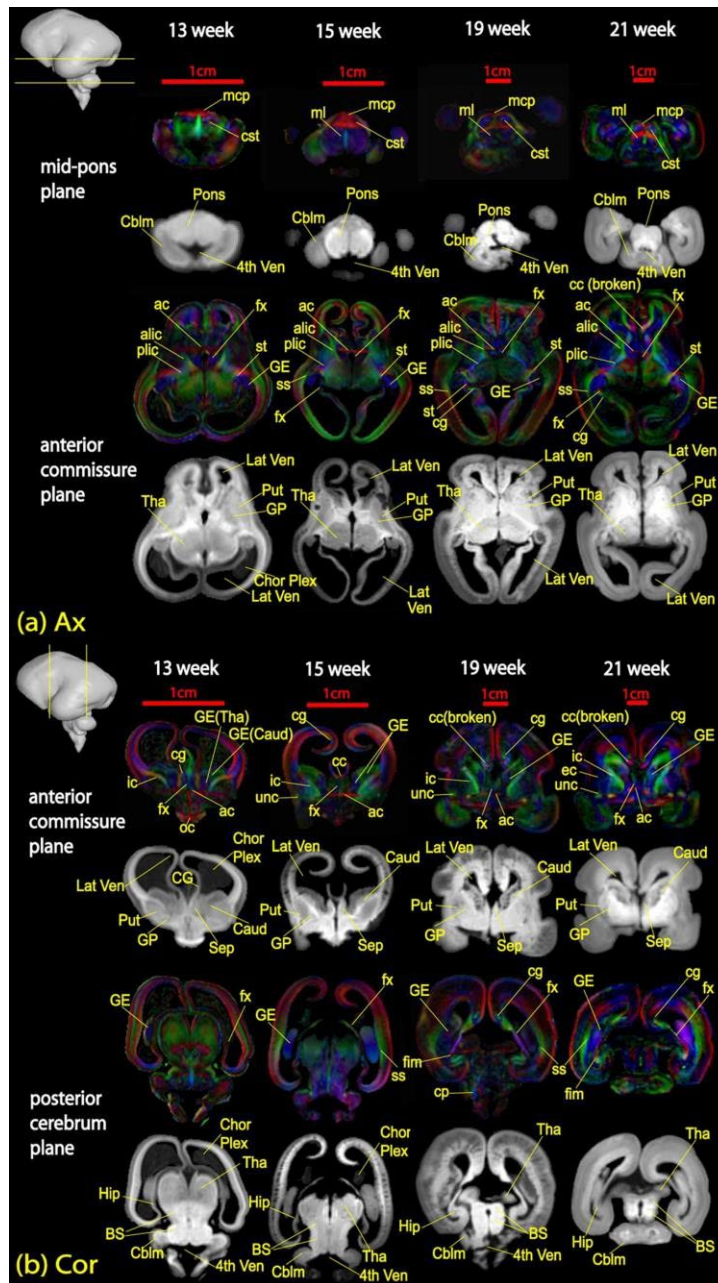 13 week 15 week 19 week 21 week
1cm 1cm 1cm 1cm
mcp mcp mcp mcp
ml ml ml
cst cst cst cst
mid-pons
plane
Pons Pons Pons Pons
Cblm Cblm Cblm Cblm
4th Ven 4th Ven 4th Ven 4th Ven
cc (broken)
ac fx ac fx ac fx ac fx
alic alic alic alic
plic plic plic plic
st st st
GE ss GE ss GE ss GE
fx st fx
cg cg
anterior
commissure
plane
Lat Ven Lat Ven Lat Ven Lat Ven
Put Put Put Put
Tha GP Tha GP Tha GP Tha GP
Chor Plex
Lat Ven Lat Ven Lat Ven Lat Ven
(a) Ax
13 week 15 week 19 week 21 week
1cm 1cm 1cm 1cm
GE(Tha) cg cc(broken) cg cc(broken) cg
GE(Caud) GE GE GE
cg cc
ic ic ic ic
unc unc ec
unc
fx ac fx ac fx ac fx ac
oc
anterior
commissure
plane
Chor
Plex
Lat Ven Lat Ven Lat Ven Lat Ven
CG Caud Caud Caud
Put Put Put Put
GP Caud GP GP GP
Sep Sep Sep Sep
GE fx GE fx GE cg fx cg fx
GE
ss ss
fim fim
cp
posterior
cerebrum
plane
Chor
Plex
Chor
Plex
Tha Tha Tha Tha
Hip Hip Hip Hip
BS BS BS BS
Cblm Cblm Cblm Cblm
4th Ven 4th Ven 4th Ven
(b) Cor